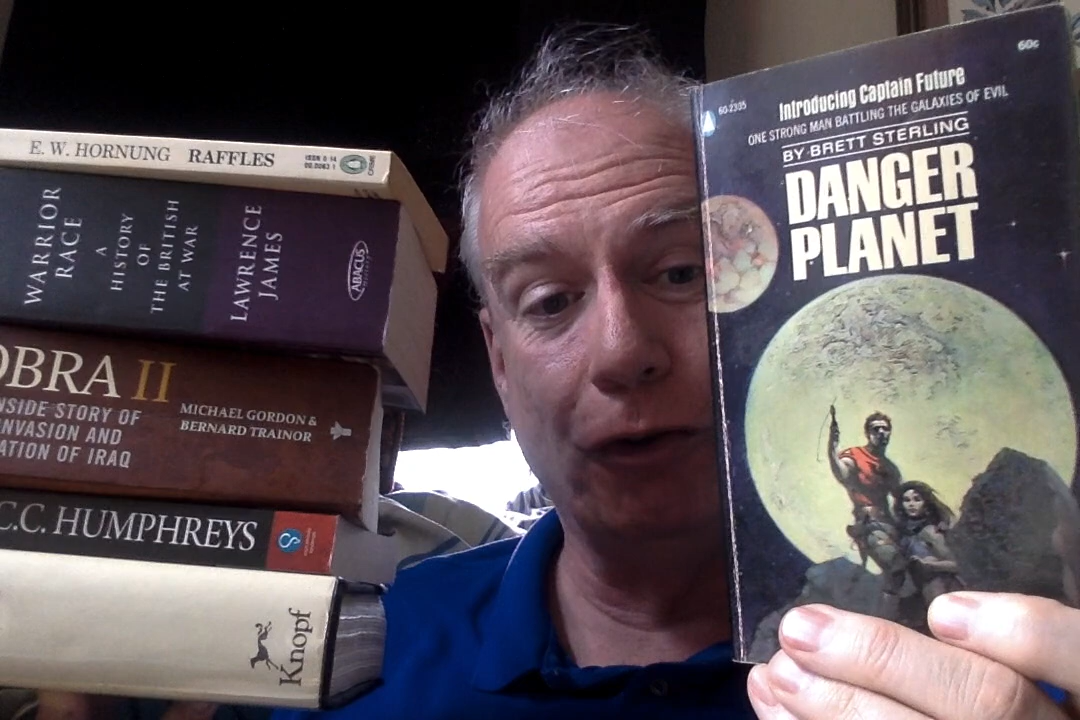 E. W. HORNUNG RAFFLES
WARRIOR
RACE
A
HISTORY
OF
THE BRITISH
AT WAR
LAWRENCE
JAMES
ABACUS
OBRA II
NSIDE STORY OF
NVASION AND
ATION OF IRAQ
MICHAEL GORDON &
BERNARD TRAINOR
C.C. HUMPHREYS
Knopf
60¢
60-2335
Introducing Captain Future
ONE STRONG MAN BATTLING THE GALAXIES OF EVIL
BY BRETT STERLING
DANGER
PLANET